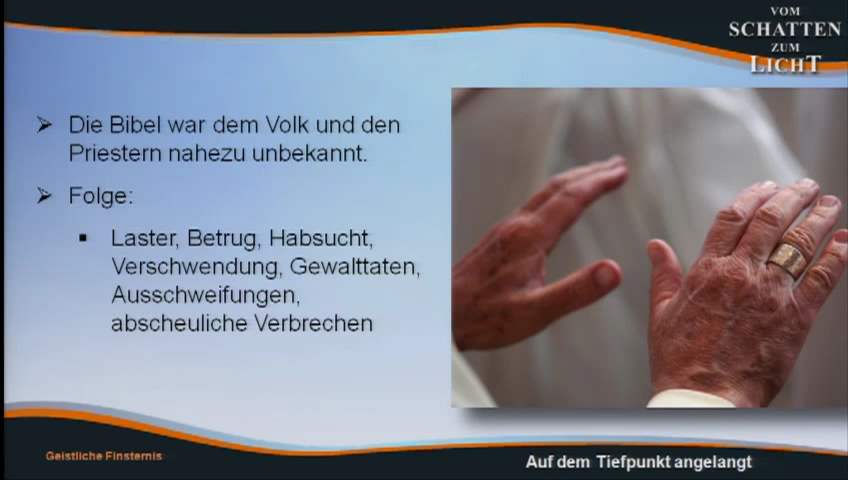 VOM
SCHATTEN
ZUM
LICHT
➢ Die Bibel war dem Volk und den
Priestern nahezu unbekannt.
➢ Folge:
▪ Laster, Betrug, Habsucht,
Verschwendung, Gewalttaten,
Ausschweifungen,
abscheuliche Verbrechen
Geistliche Finsternis
Auf dem Tiefpunkt angelangt